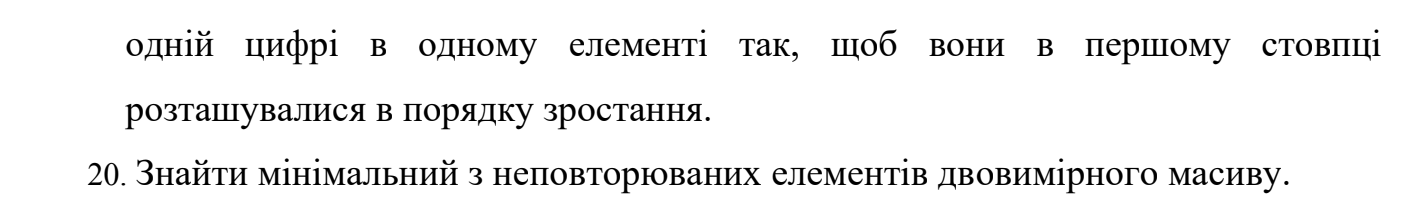 одній цифрі в одному елементі так, щоб вони в першому стовпці
розташувалися в порядку зростання.
20. Знайти мінімальний з неповторюваних елементів двовимірного масиву.